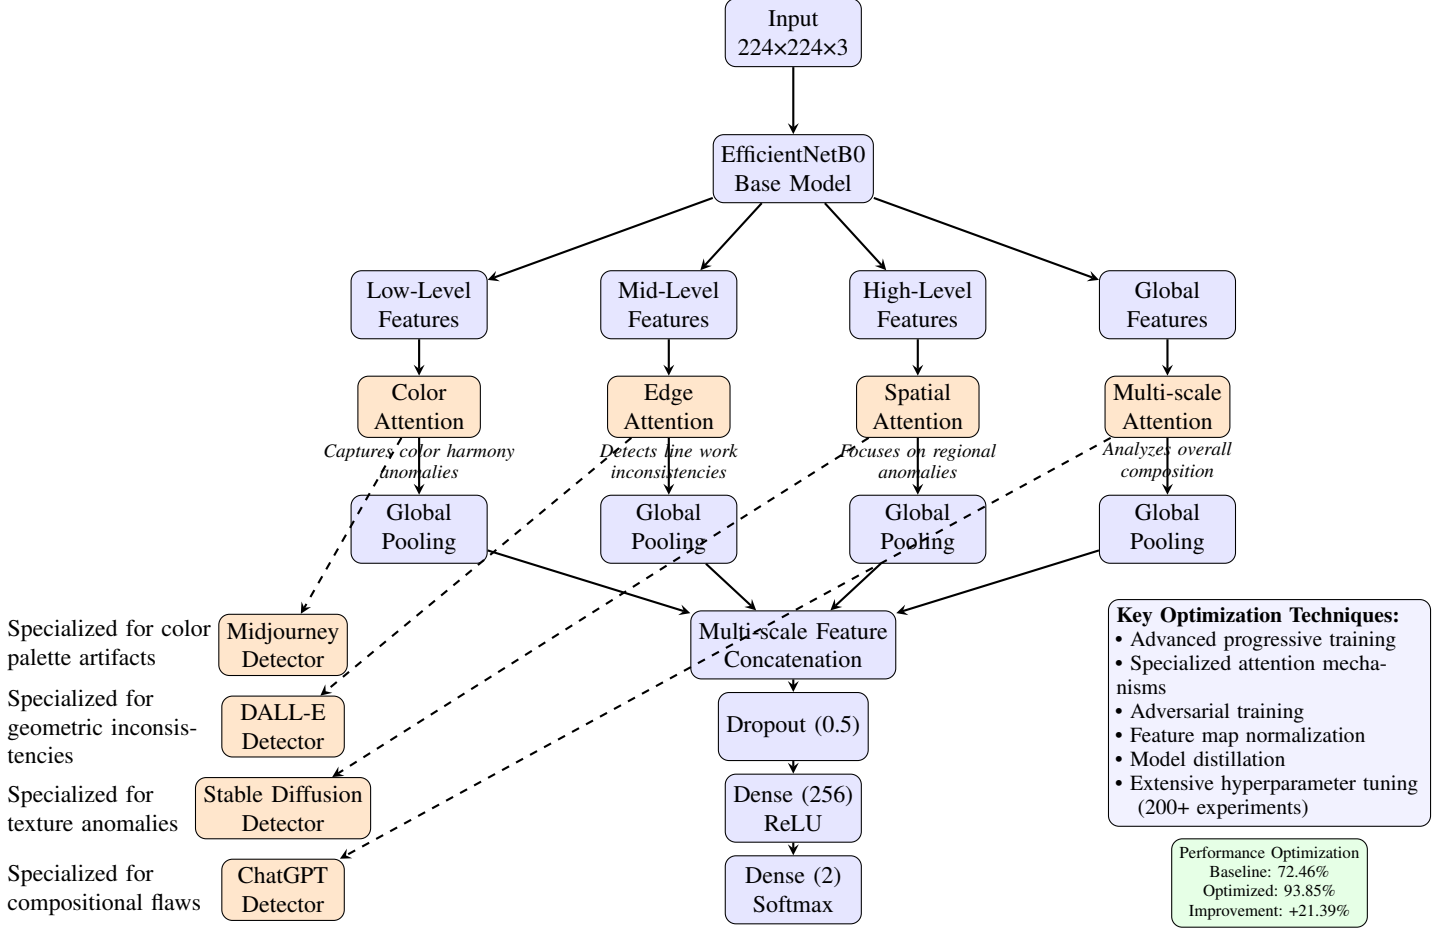 Input
224×224×3
EfficientNetB0
Base Model
Low-Level
Features
Mid-Level
Features
High-Level
Features
Global
Features
Color
Attention
Edge
Attention
Spatial
Attention
Multi-scale
Attention
Captures color harmony
anomalies
Detects line work
inconsistencies
Focuses on regional
anomalies
Analyzes overall
composition
Global
Pooling
Global
Pooling
Global
Pooling
Global
Pooling
Specialized for color
palette artifacts
Midjourney
Detector
Specialized for
geometric inconsis-
tencies
DALL-E
Detector
Specialized for
texture anomalies
Stable Diffusion
Detector
Specialized for
compositional flaws
ChatGPT
Detector
Multi-scale Feature
Concatenation
Dropout (0.5)
Dense (256)
ReLU
Dense (2)
Softmax
Key Optimization Techniques:
• Advanced progressive training
• Specialized attention mecha-
nisms
• Adversarial training
• Feature map normalization
• Model distillation
• Extensive hyperparameter tuning
(200+ experiments)
Performance Optimization
Baseline: 72.46%
Optimized: 93.85%
Improvement: +21.39%